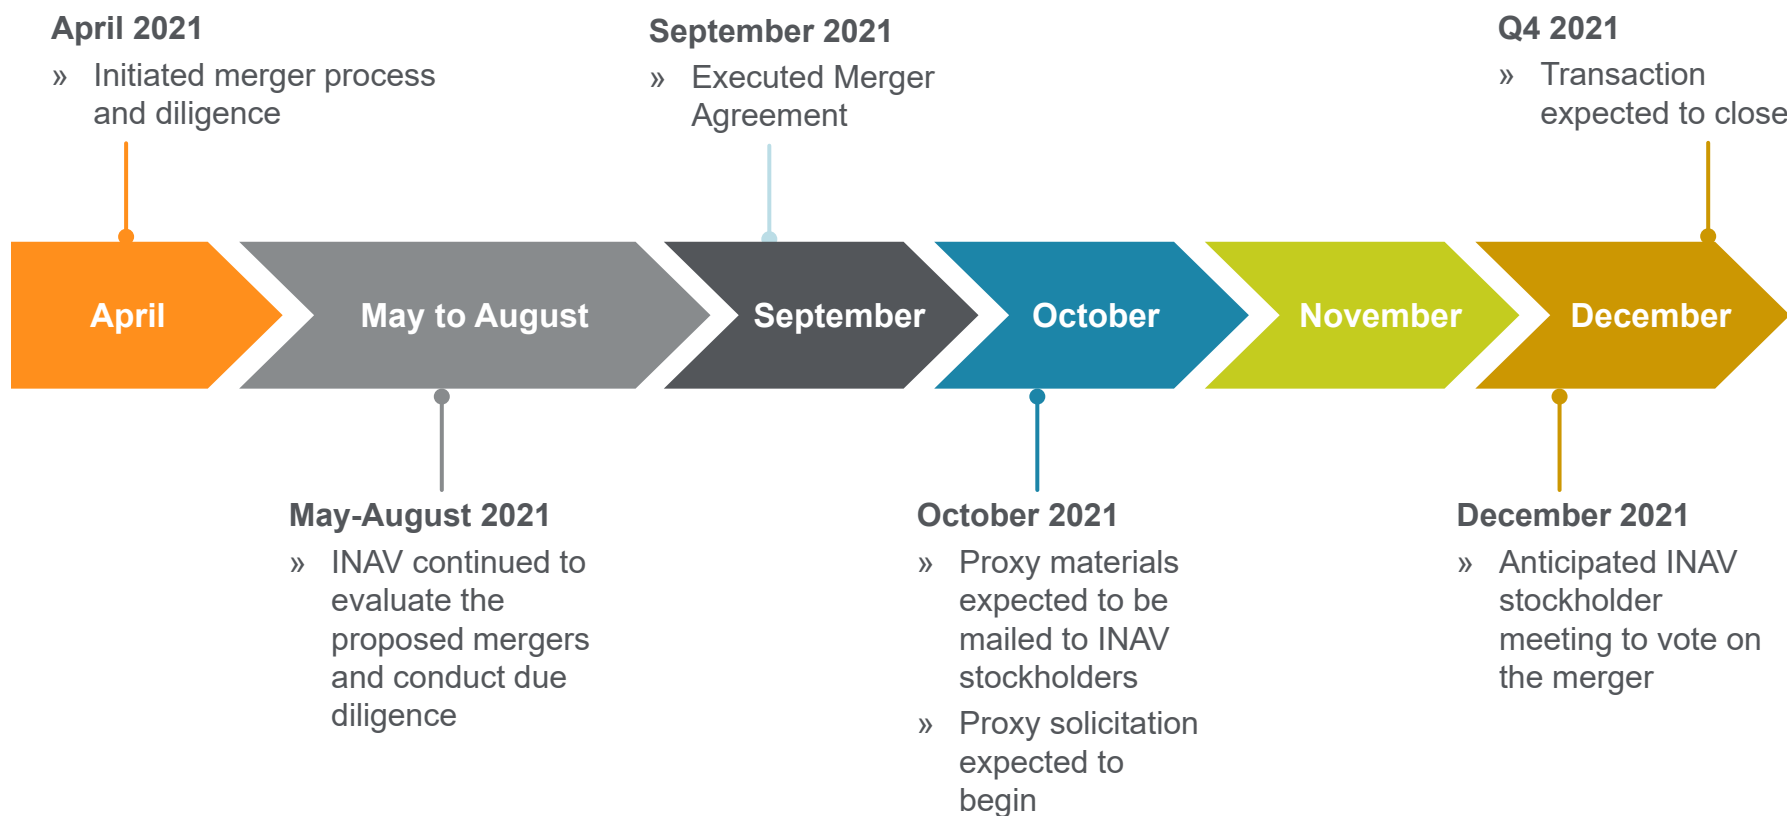 April 2021
» Initiated merger process
and diligence
September 2021
» Executed Merger
Agreement
Q4 2021
» Transaction
expected to close
April
May to August
September
October
November
December
May-August 2021
» INAV continued to
evaluate the
proposed mergers
and conduct due
diligence
October 2021
» Proxy materials
expected to be
mailed to INAV
stockholders
» Proxy solicitation
expected to
begin
December 2021
» Anticipated INAV
stockholder
meeting to vote on
the merger